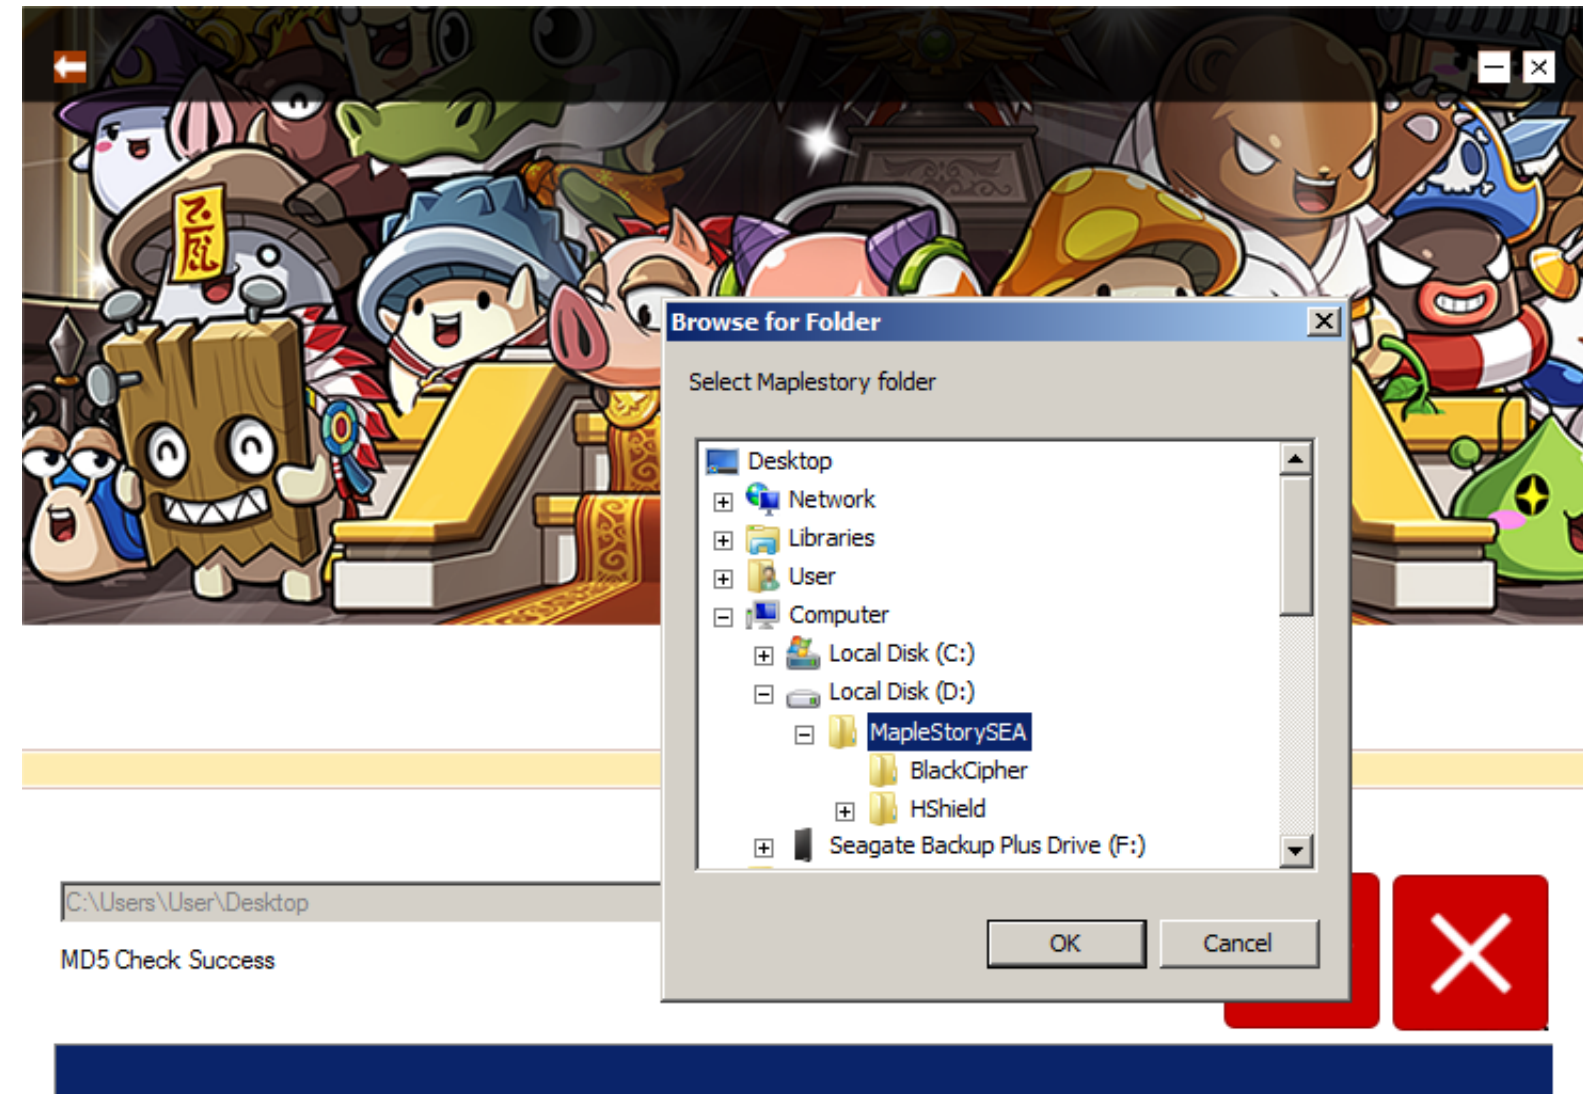 Browse for Folder
Select Maplestory folder
Desktop
Network
Libraries
User
Computer
Local Disk (C:)
Local Disk (D:)
MapleStorySEA
BlackCipher
HShield
Seagate Backup Plus Drive (F:)
C:\Users\User\Desktop
OK
Cancel
MD5 Check Success